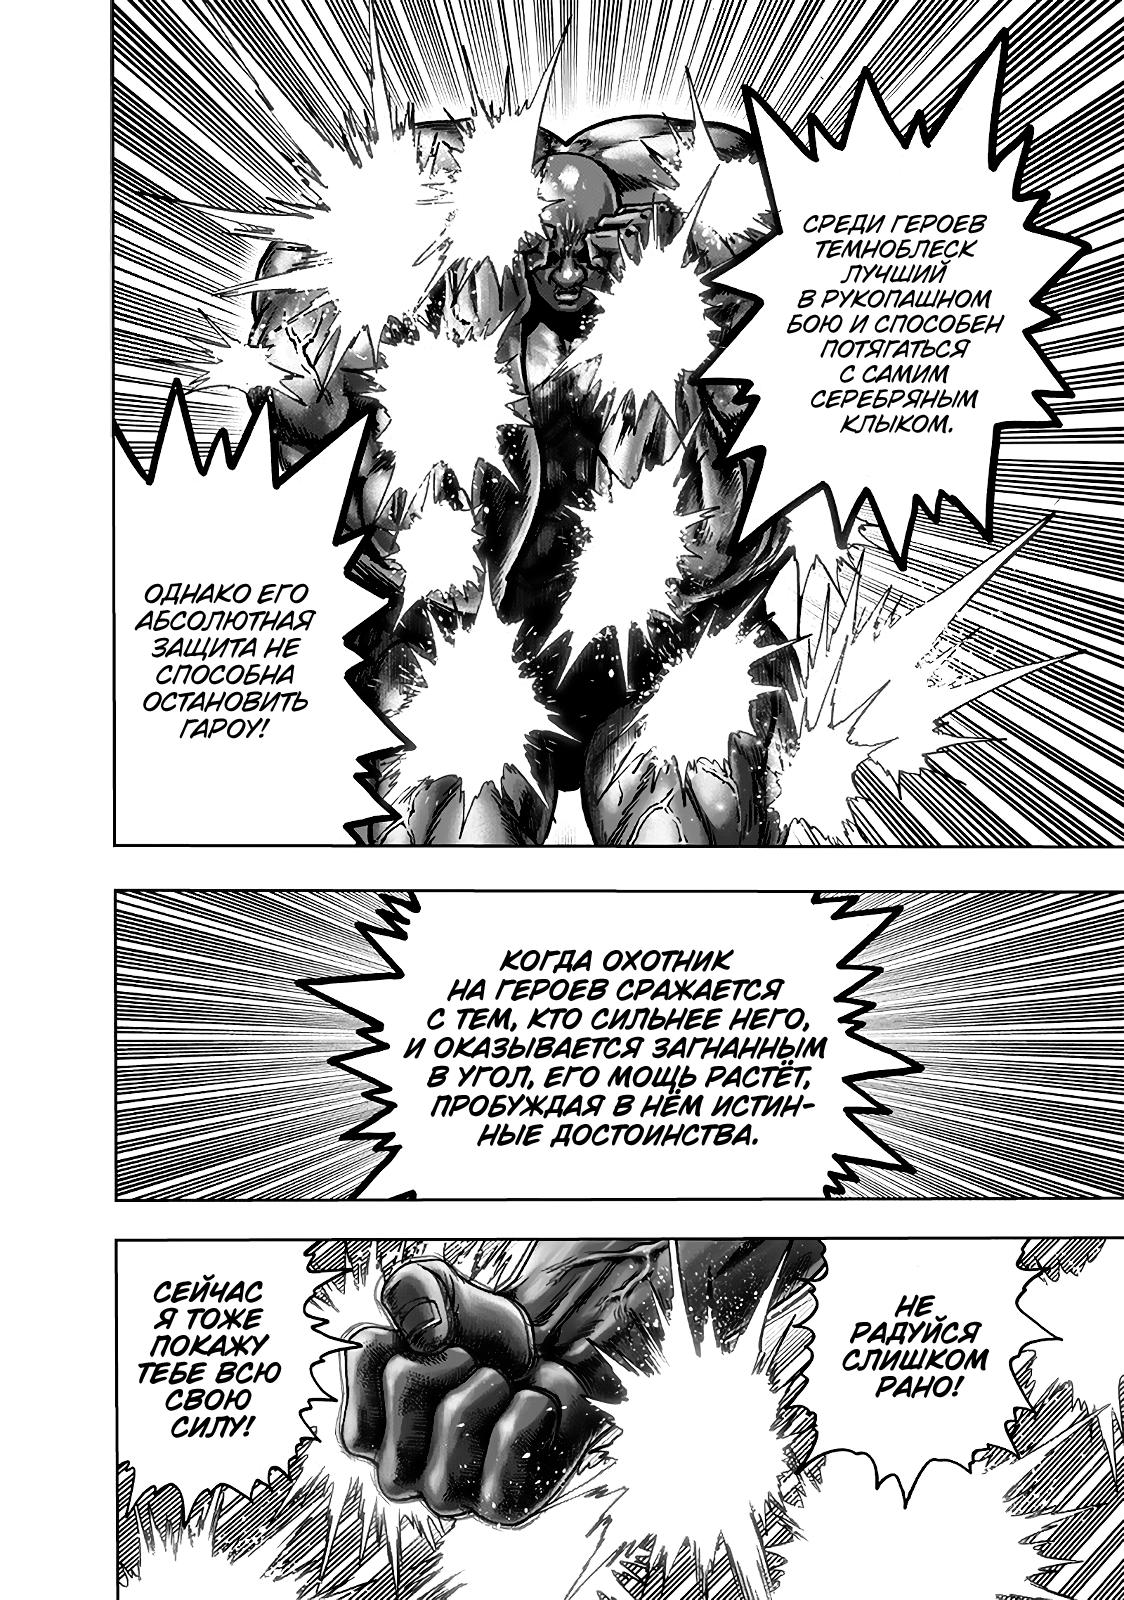 СРЕДИ ГЕРОЕВ
ТЕМНОБЛЕСК
ЛУЧШИЙ
В РУКОПАШНОМ
БОЮ И СПОСОБЕН
ПОТЯГАТЬСЯ
С САМИМ
СЕРЕБРЯНЫМ
КЛЫКОМ.
ОДНАКО ЕГО
АБСОЛЮТНАЯ
ЗАЩИТА НЕ
СПОСОБНА
ОСТАНОВИТЬ
ГАРОУ!
КОГДА ОХОТНИК
НА ГЕРОЕВ СРАЖАЕТСЯ
С ТЕМ, КТО СИЛЬНЕЕ НЕГО,
И ОКАЗЫВАЕТСЯ ЗАГНАННЫМ
В УГОЛ, ЕГО МОЩЬ РАСТЁТ,
ПРОБУЖДАЯ В НЁМ ИСТИН-
НЫЕ ДОСТОИНСТВА.
НЕ
РАДУЙСЯ
СЛИШКОМ
РАНО!
СЕЙЧАС
Я ТОЖЕ
ПОКАЖУ
ТЕБЕ ВСЮ
СВОЮ
СИЛУ!